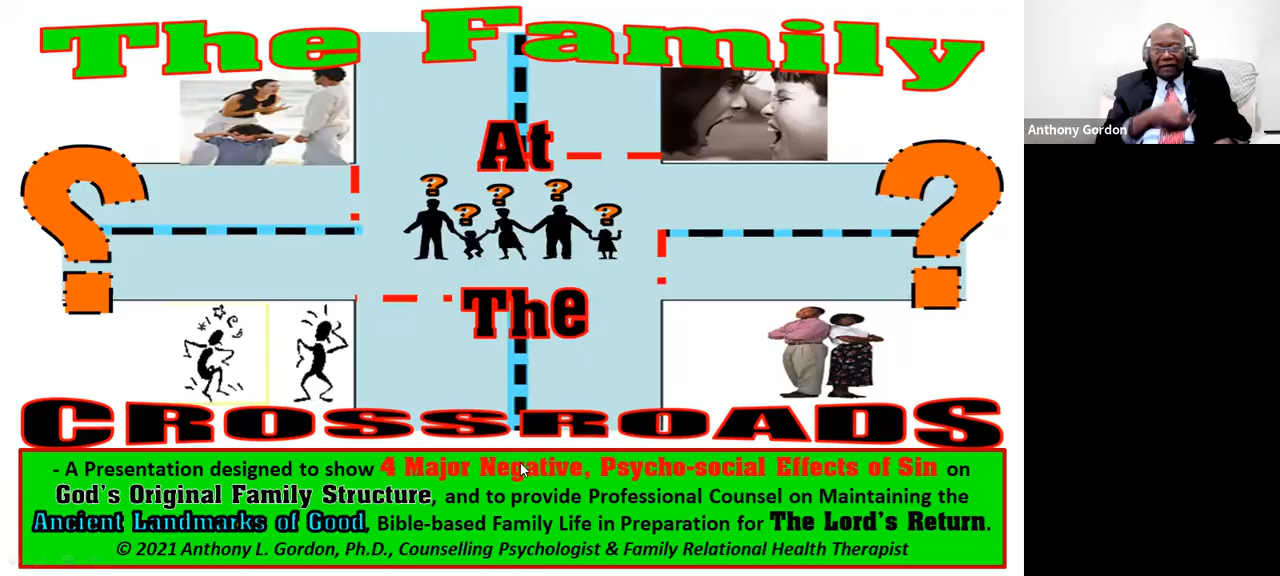 The Family
Anthony Gordon
At
? ? ? ? ?
? ?
The
CROSSROADS
- A Presentation designed to show 4 Major Negative, Psycho-social Effects of Sin on
God's Original Family Structure, and to provide Professional Counsel on Maintaining the
Ancient Landmarks of Good, Bible-based Family Life in Preparation for The Lord's Return.
© 2021 Anthony L. Gordon, Ph.D., Counselling Psychologist & Family Relational Health Therapist